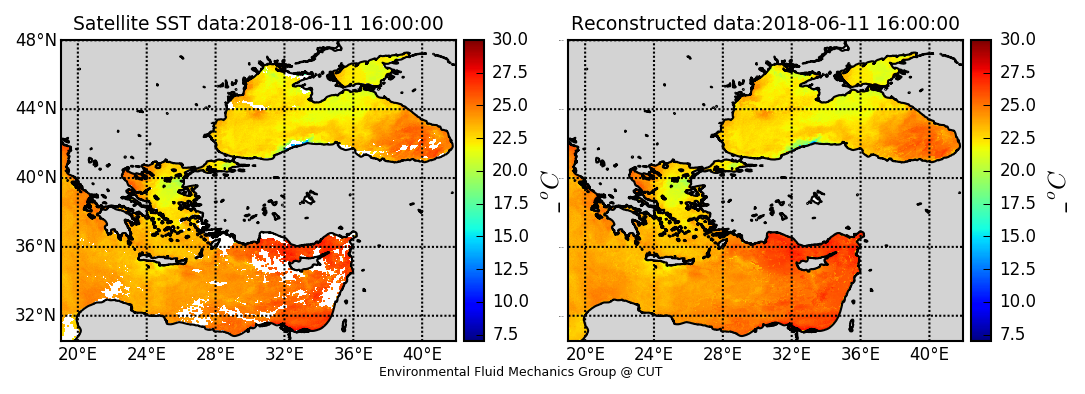 Satellite SST data:2018-06-11 16:00:00
48°N
44°N
40°N
36°N
32°N
20°E 24°E 28°E 32°E 36°E 40°E
30.0
27.5
25.0
22.5
20.0
17.5
15.0
12.5
10.0
7.5
_ °C
Reconstructed data:2018-06-11 16:00:00
20°E 24°E 28°E 32°E 36°E 40°E
30.0
27.5
25.0
22.5
20.0
17.5
15.0
12.5
10.0
7.5
_ °C
Environmental Fluid Mechanics Group @ CUT